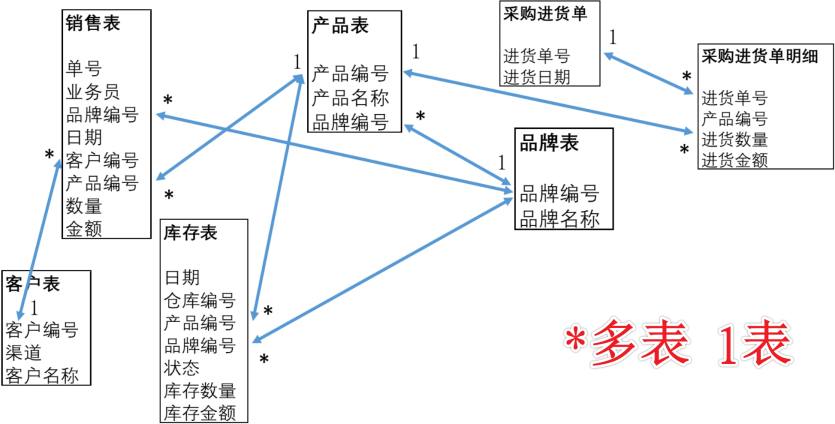 销售表
单号
业务员
品牌编号
日期
客户编号
产品编号
数量
金额
产品表
产品编号
产品名称
品牌编号
采购进货单
进货单号
进货日期
采购进货单明细
进货单号
产品编号
进货数量
进货金额
品牌表
品牌编号
品牌名称
库存表
日期
仓库编号
产品编号
品牌编号
状态
库存数量
库存金额
客户表
客户编号
渠道
客户名称
1
1
1
1
1
*
*
*
*
*
*
*
*
*多表 1表